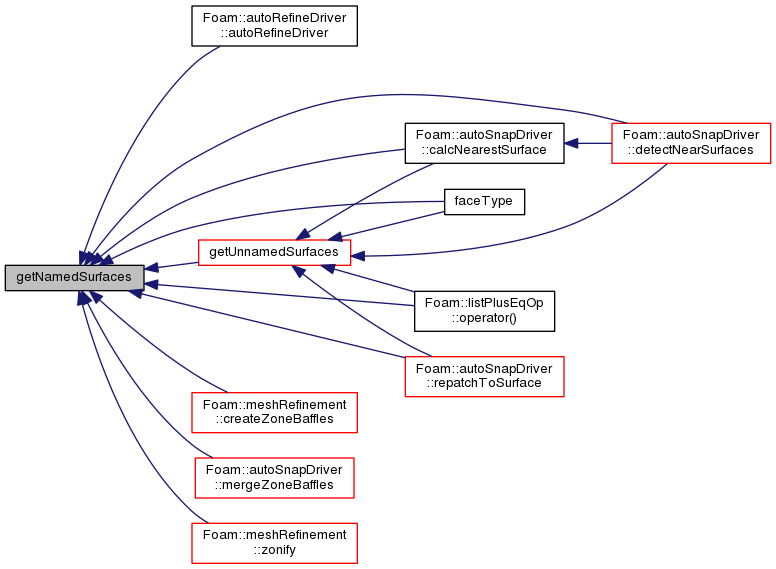 Foam::autoRefineDriver
::autoRefineDriver
Foam::autoSnapDriver
::calcNearestSurface
Foam::autoSnapDriver
::detectNearSurfaces
faceType
getUnnamedSurfaces
getNamedSurfaces
Foam::listPlusEqOp
::operator()
Foam::autoSnapDriver
::repatchToSurface
Foam::meshRefinement
::createZoneBaffles
Foam::autoSnapDriver
::mergeZoneBaffles
Foam::meshRefinement
::zonify